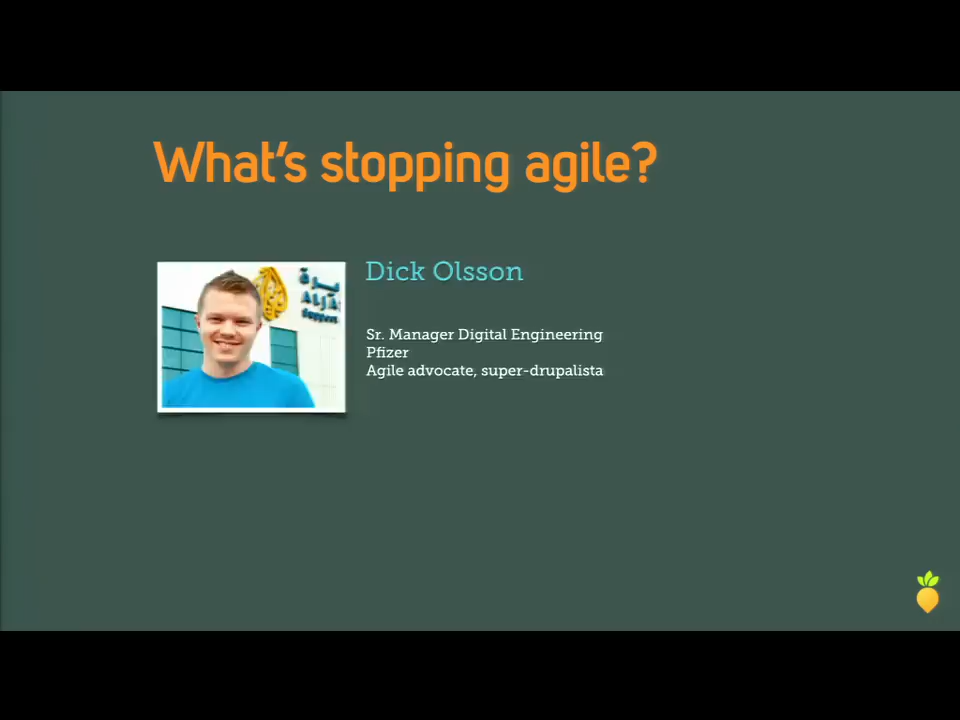 What's stopping agile?
Dick Olsson
Sr. Manager Digital Engineering
Pfizer
Agile advocate, super-drupalista